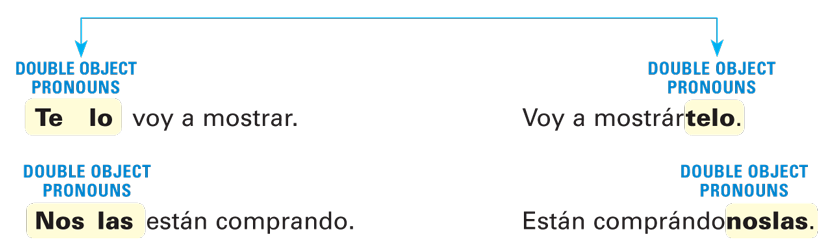 DOUBLE OBJECT PRONOUNS
DOUBLE OBJECT PRONOUNS
Te lo voy a mostrar.
Voy a mostrártelo.
DOUBLE OBJECT PRONOUNS
DOUBLE OBJECT PRONOUNS
Nos las están comprando.
Están comprándonoslas.